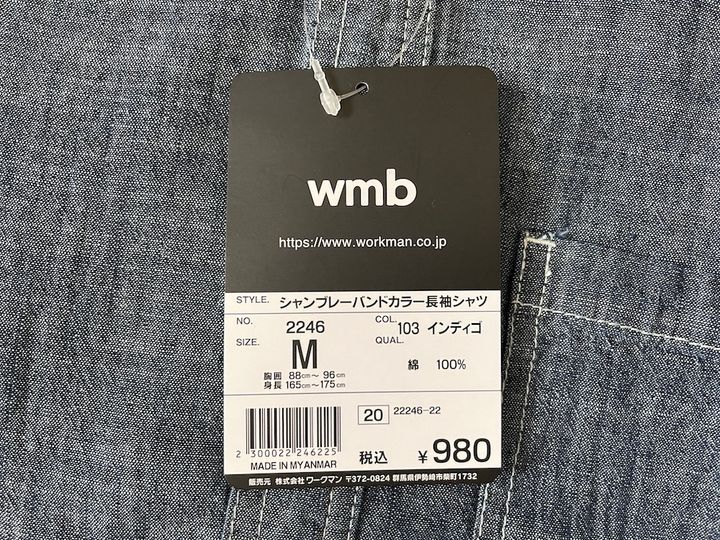 wmb
https://www.workman.co.jp
STYLE. シャンブレーバンドカラー長袖シャツ
NO. 2246 COL. 103 インディゴ
SIZE. M QUAL. 綿 100%
胸囲 88cm~ 96cm
身長 165cm~175cm
20 22246-22
2 300022 246225
MADE IN MYANMAR 税込 ¥980
販売元 株式会社 ワークマン 〒372-0824 群馬県伊勢崎市柴町1732